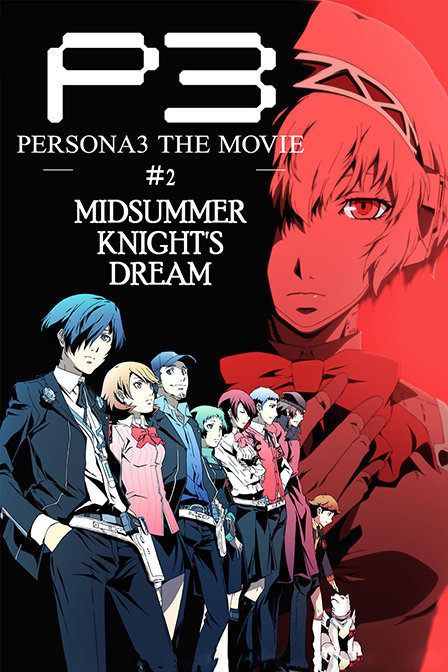 P3
PERSONA3 THE MOVIE
#2
MIDSUMMER
KNIGHT'S
DREAM